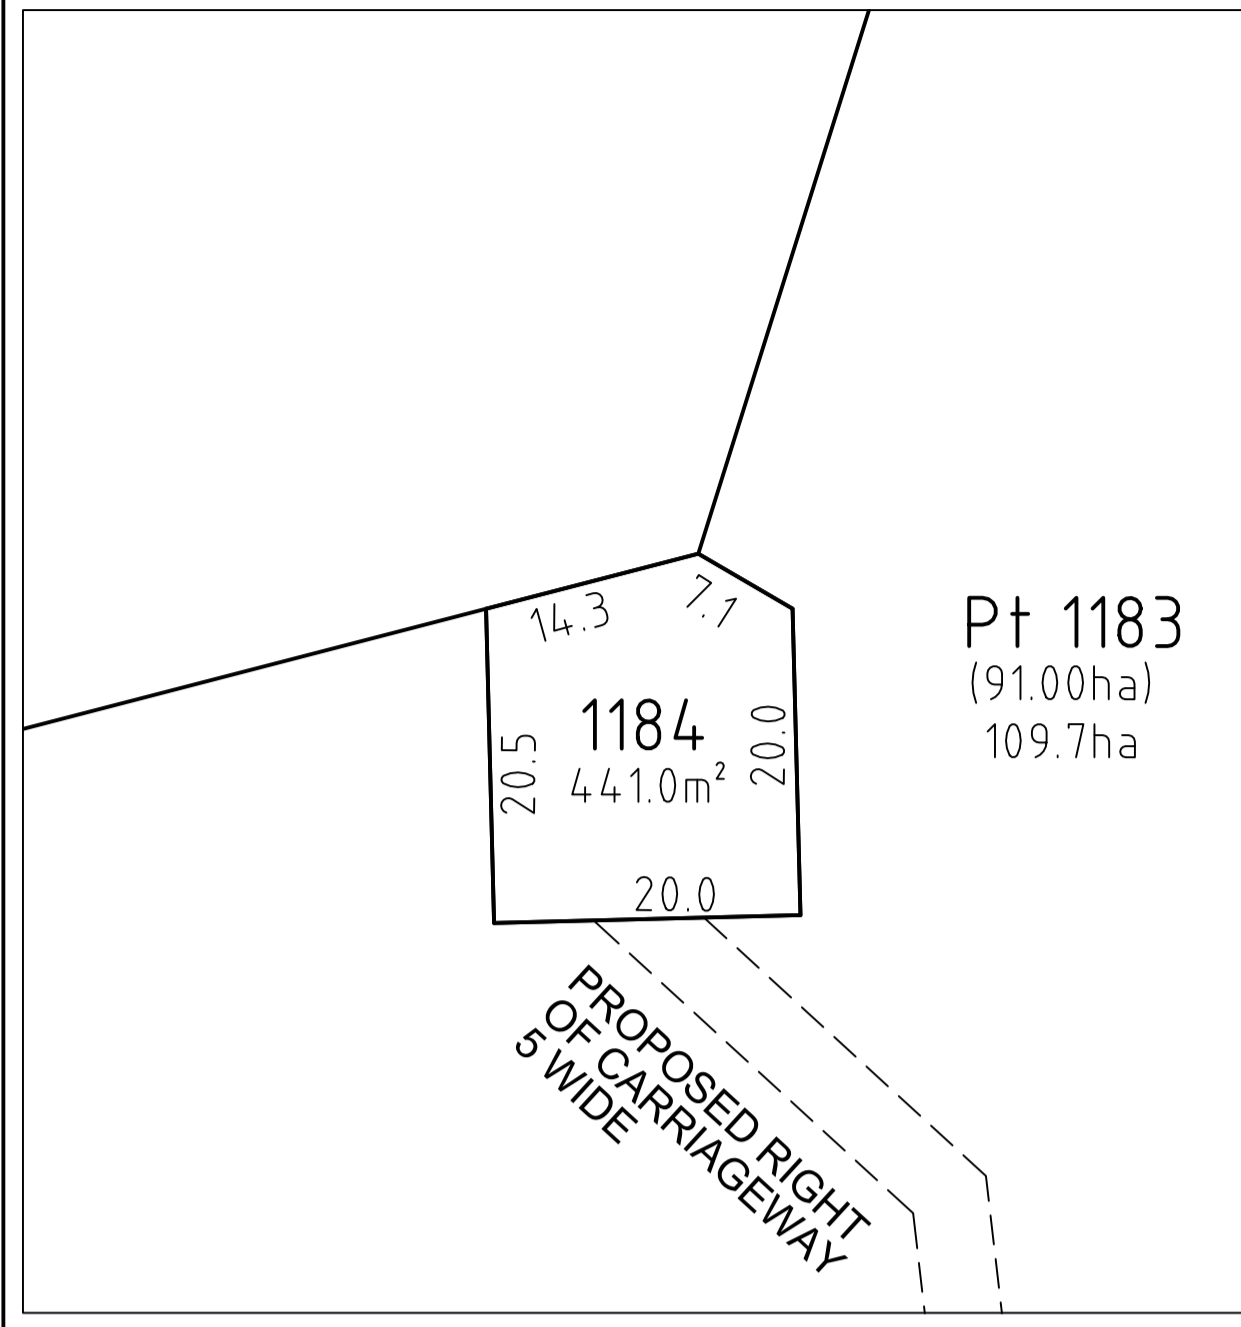 14.3
7.1
Pt 1183
(91.00ha)
109.7ha
1184
441.0m²
20.5
20.0
20.0
PROPOSED RIGHT
OF CARRIAGEWAY
5 WIDE